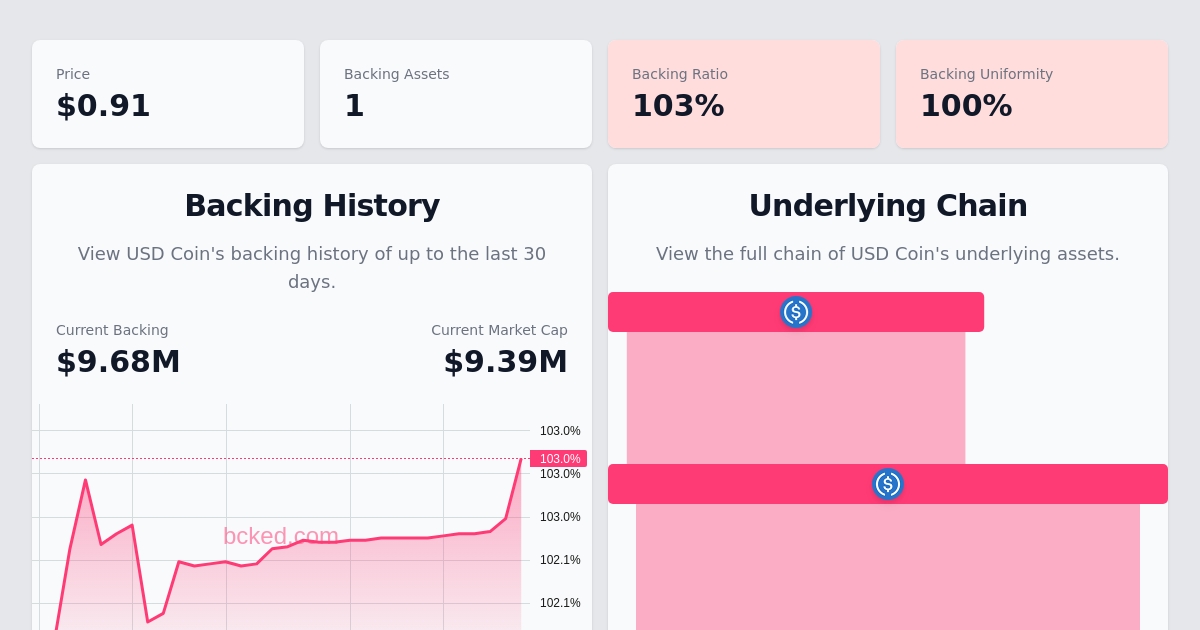 Price
$0.91
Backing Assets
1
Backing Ratio
103%
Backing Uniformity
100%
Backing History
View USD Coin's backing history of up to the last 30
days.
Current Backing
$9.68M
Current Market Cap
$9.39M
103.0%
103.0%
103.0%
103.0%
102.1%
102.1%
bcked.com
Underlying Chain
View the full chain of USD Coin's underlying assets.